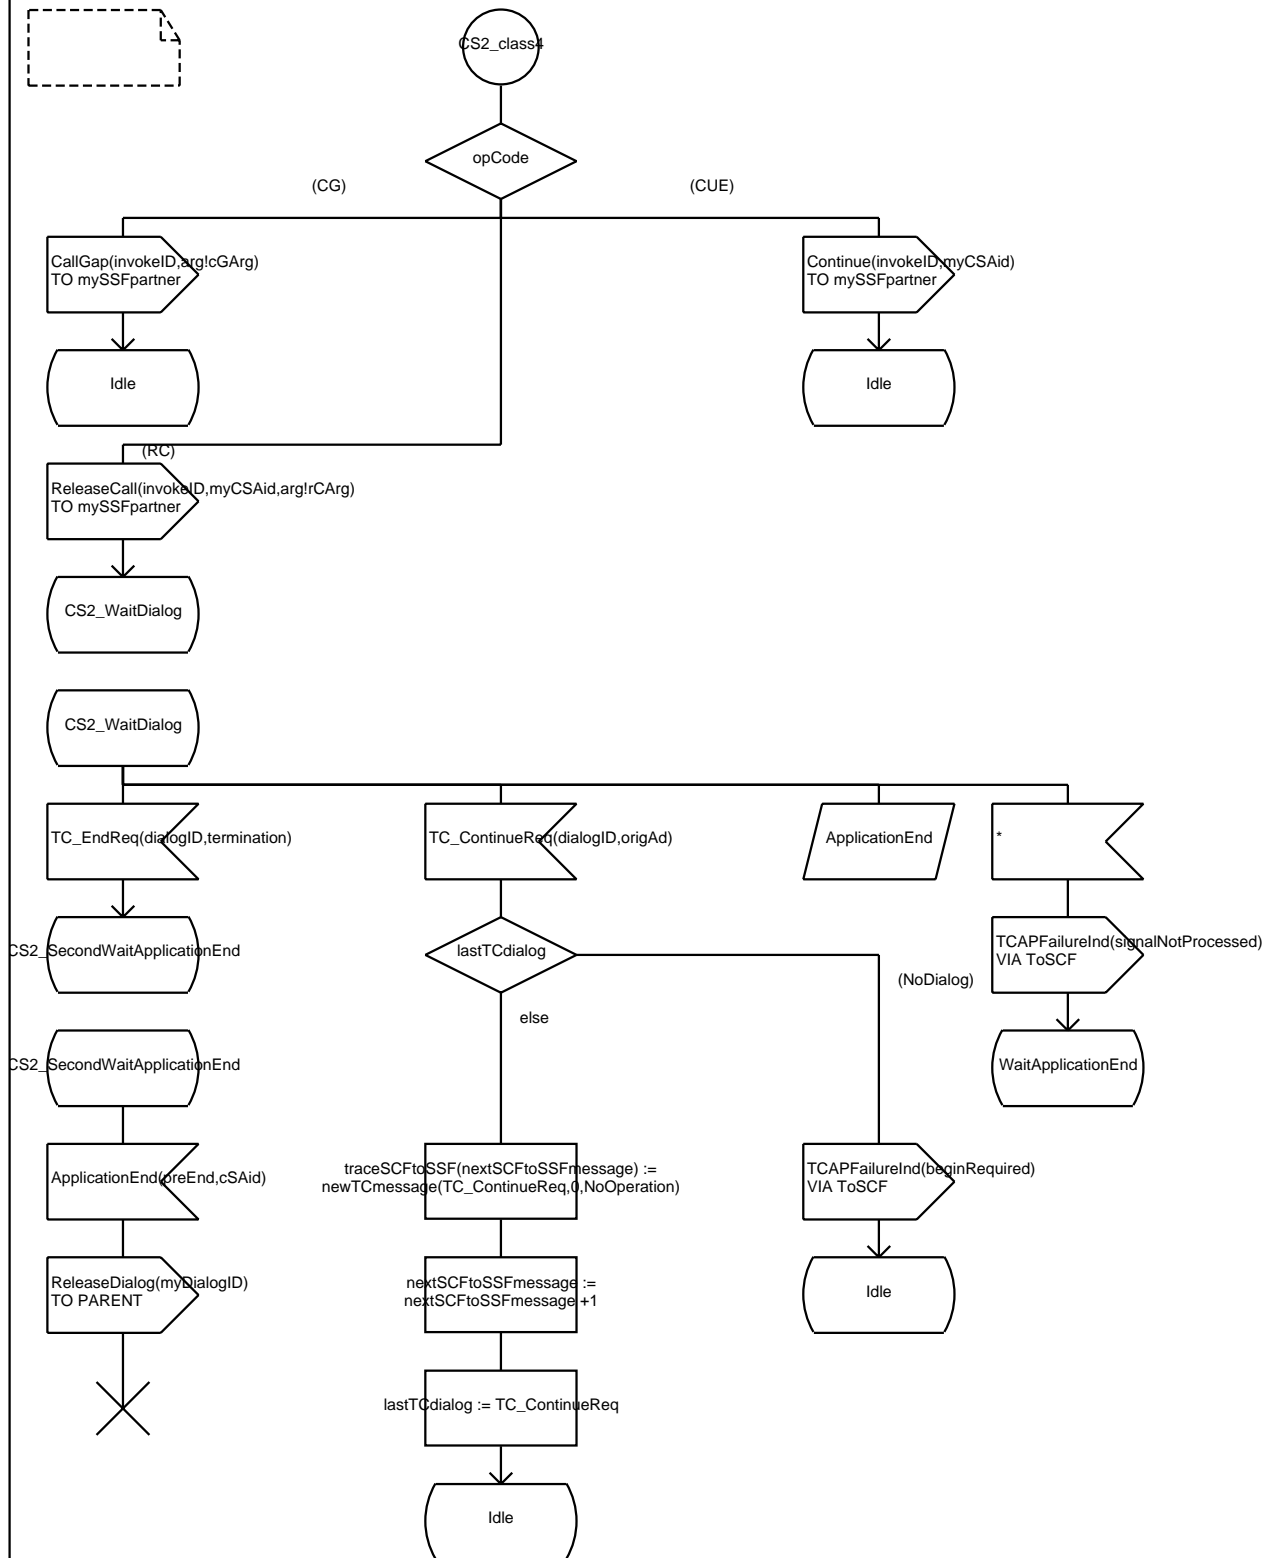 CS2_class4
opCode
(CG)
(CUE)
CallGap(invokeID,arg!cGArg)
TO mySSFpartner
Continue(invokeID,myCSAid)
TO mySSFpartner
Idle
Idle
(RC)
ReleaseCall(invokeID,myCSAid,arg!rCArg)
TO mySSFpartner
CS2_WaitDialog
CS2_WaitDialog
TC_EndReq(dialogID,termination)
TC_ContinueReq(dialogID,origAd)
ApplicationEnd
*
CS2_SecondWaitApplicationEnd
lastTCdialog
TCAPFailureInd(signalNotProcessed)
VIA ToSCF
(NoDialog)
else
CS2_SecondWaitApplicationEnd
WaitApplicationEnd
ApplicationEnd(preEnd,cSAid)
traceSCFtoSSF(nextSCFtoSSFmessage) :=
newTCmessage(TC_ContinueReq,0,NoOperation)
TCAPFailureInd(beginRequired)
VIA ToSCF
ReleaseDialog(myDialogID)
TO PARENT
nextSCFtoSSFmessage :=
nextSCFtoSSFmessage +1
Idle
lastTCdialog := TC_ContinueReq
Idle